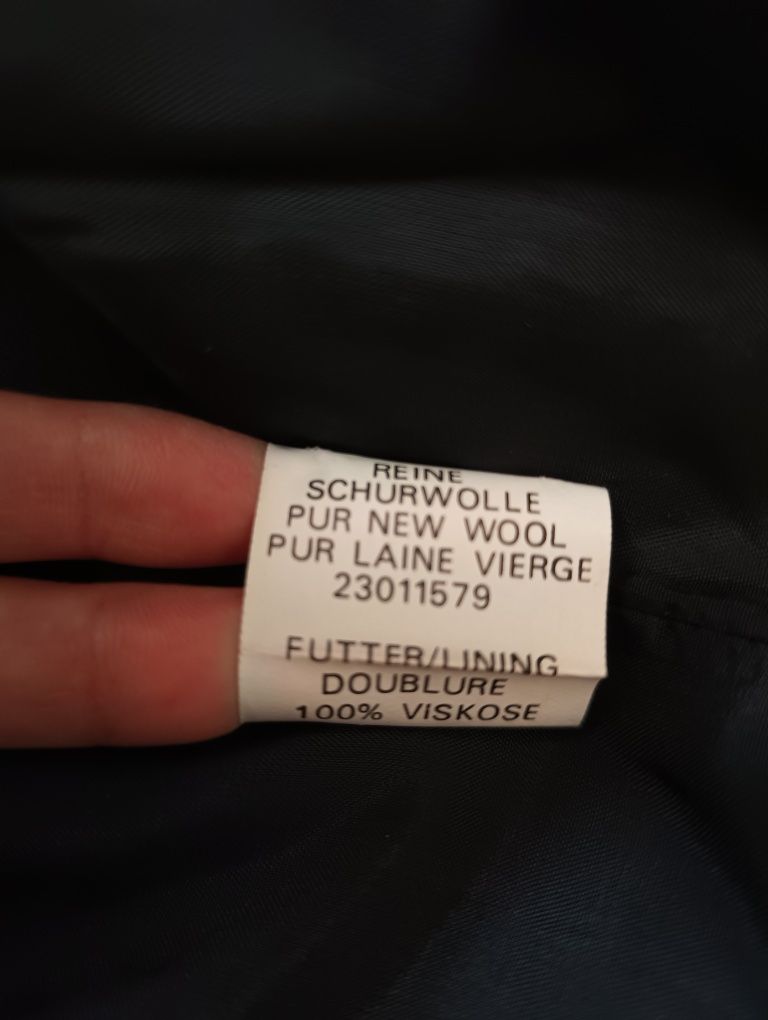 REINE
SCHURWOLLE
PUR NEW WOOL
PUR LAINE VIERGE
23011579
FUTTER/LINING
DOUBLURE
100% VISKOSE